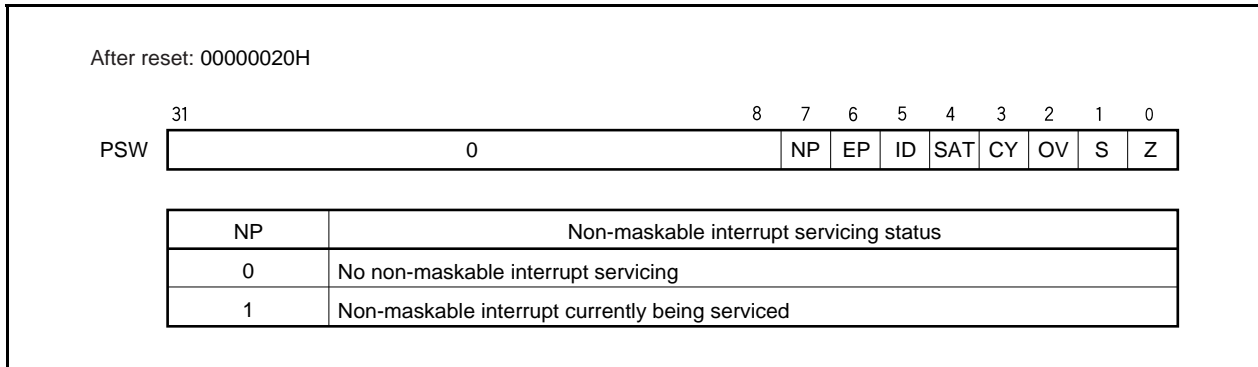 After reset: 00000020H
31 8 7 6 5 4 3 2 1 0
PSW 0 NP EP ID SAT CY OV S Z
NP Non-maskable interrupt servicing status
0 No non-maskable interrupt servicing
1 Non-maskable interrupt currently being serviced